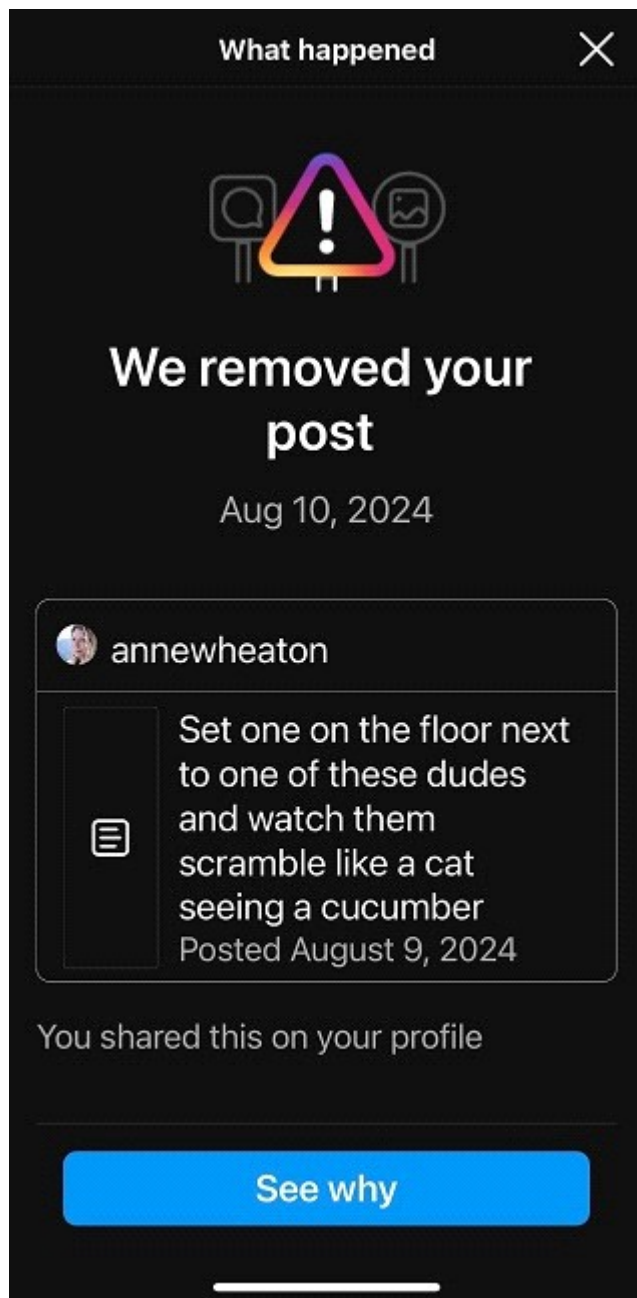 What happened
We removed your
post
Aug 10, 2024
annewheaton
Set one on the floor next
to one of these dudes
and watch them
scramble like a cat
seeing a cucumber
Posted August 9, 2024
You shared this on your profile
See why